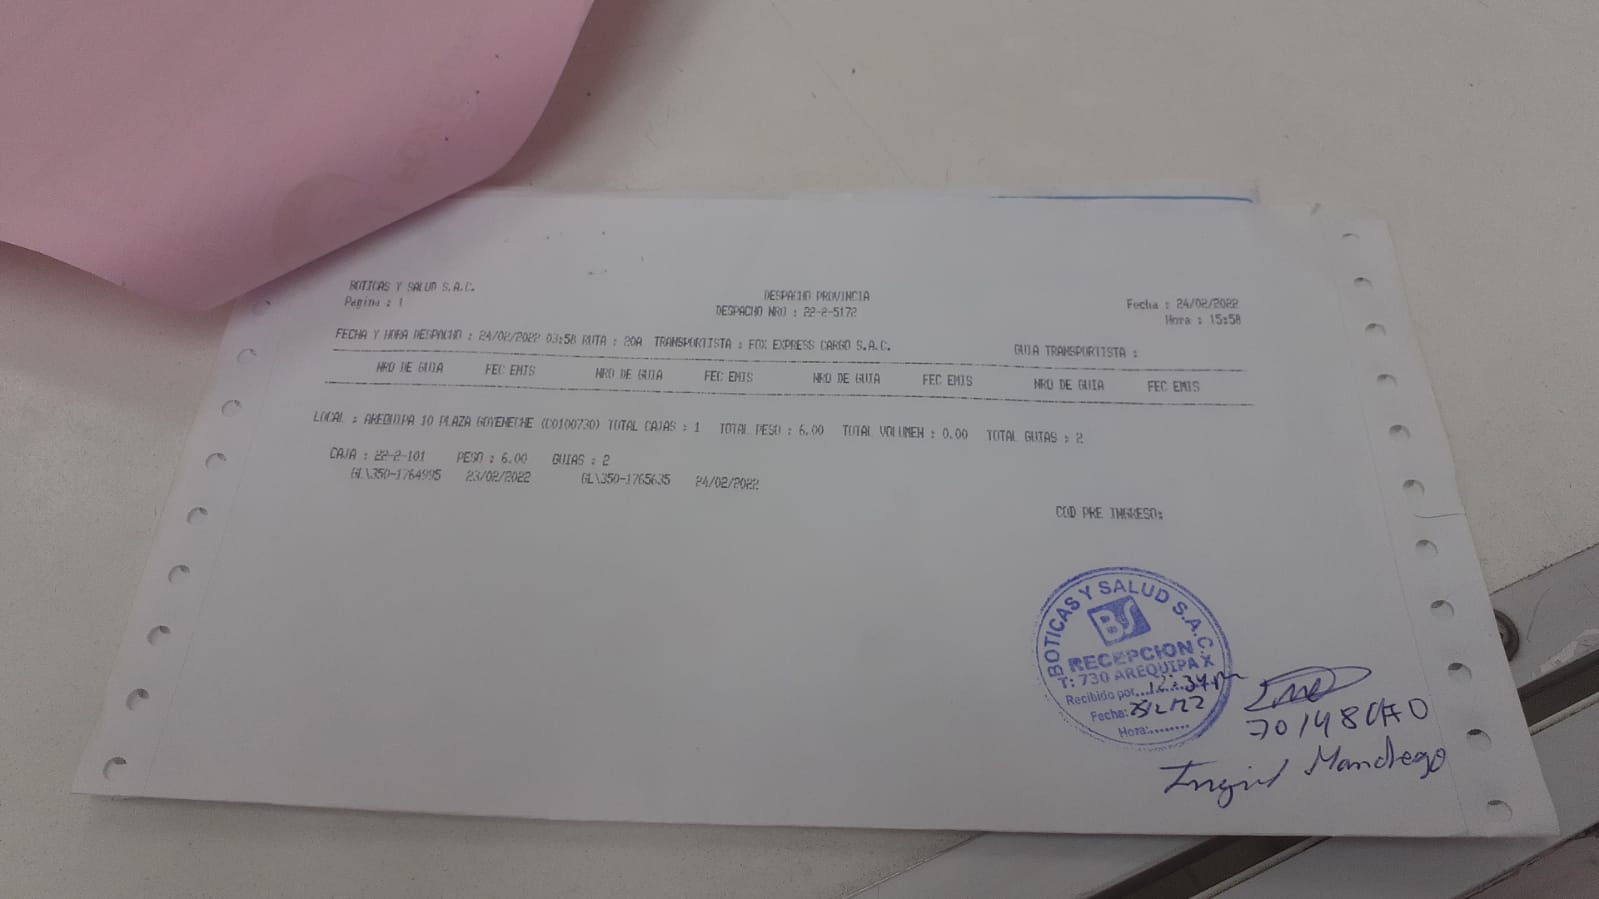 BOTICAS Y SALUD S.A.C.
Pagina : 1
DESPACHO PROVINCIA
DESPACHO NRO : 22-2-5172
Fecha : 24/02/2022
Hora : 15:58
FECHA Y HORA DESPACHO : 24/02/2022 03:58 RUTA : 20A TRANSPORTISTA : FOX EXPRESS CARGO S.A.C.
GUIA TRANSPORTISTA :
NRO DE GUIA FEC EMIS NRO DE GUIA FEC EMIS NRO DE GUIA FEC EMIS NRO DE GUIA FEC EMIS
LOCAL : AREQUIPA 10 PLAZA GOYENECHE (C0100730) TOTAL CAJAS : 1 TOTAL PESO : 6.00 TOTAL VOLUMEN : 0.00 TOTAL GUIAS : 2
CAJA : 22-2-101 PESO : 6.00 GUIAS : 2
GL\350-1764995 23/02/2022 GL\350-1765635 24/02/2022
COD PRE INGRESO:
BOTICAS Y SALUD S.A.C.
BS
RECEPCION
T: 730 AREQUIPA X
Recibido por...12:34pm
Fecha:
Hora:........
Ingrid